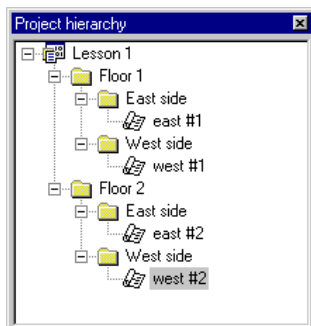 Project hierarchy
Lesson 1
Floor 1
East side
east #1
West side
west #1
Floor 2
East side
east #2
West side
west #2